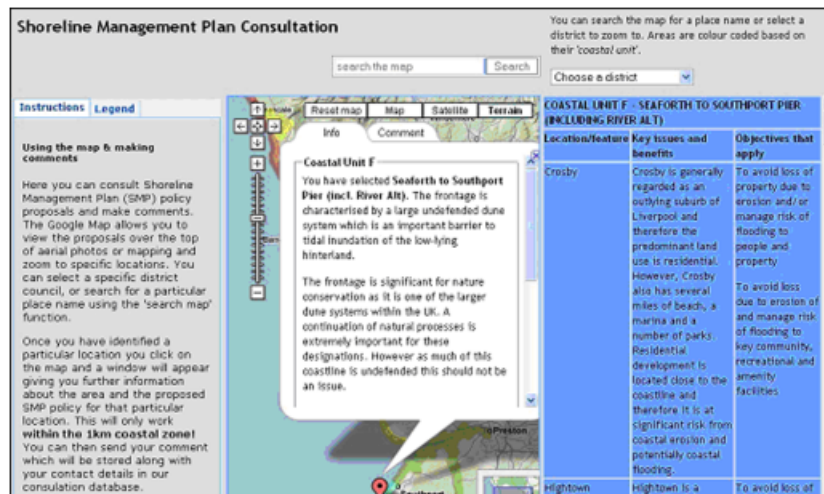 Shoreline Management Plan Consultation
You can search the map for a place name or select a
district to zoom to. Areas are colour coded based on
their 'coastal unit'.
search the map
Search
Choose a district
Instructions
Legend
Using the map & making
comments
Here you can consult Shoreline
Management Plan (SMP) policy
proposals and make comments.
The Google Map allows you to
view the proposals over the top
of aerial photos or mapping and
zoom to specific locations. You
can select a specific district
council, or search for a particular
place name using the 'search map'
function.
Once you have identified a
particular location you click on
the map and a window will appear
giving you further information
about the area and the proposed
SMP policy for that particular
location. This will only work
within the 1km coastal zone!
You can then send your comment
which will be stored along with
your contact details in our
consulation database.
Reset map
Map
Satellite
Terrain
Info
Comment
Coastal Unit F
You have selected Seaforth to Southport
Pier (incl. River Alt). The frontage is
characterised by a large undefended dune
system which is an important barrier to
tidal inundation of the low-lying
hinterland.
The frontage is significant for nature
conservation as it is one of the larger
dune systems within the UK. A
continuation of natural processes is
extremely important for these
designations. However as much of this
coastline is undefended this should not be
an issue.
Preston
Southport
COASTAL UNIT F - SEAFORTH TO SOUTHPORT PIER
(INCLUDING RIVER ALT)
Location/feature
Key issues and
benefits
Objectives that
apply
Crosby
Crosby is generally
regarded as an
outlying suburb of
Liverpool and
therefore the
predominant land
use is residential.
However, Crosby
also has several
miles of beach, a
marina and a
number of parks.
Residential
development is
located close to the
coastline and
therefore it is at
significant risk from
coastal erosion and
potentially coastal
flooding.
To avoid loss of
property due to
erosion and/or
manage risk of
flooding to
people and
property
To avoid loss
due to erosion of
and manage risk
of flooding to
key community,
recreational and
amenity
facilities
Hightown
Hightown is a
To avoid loss of